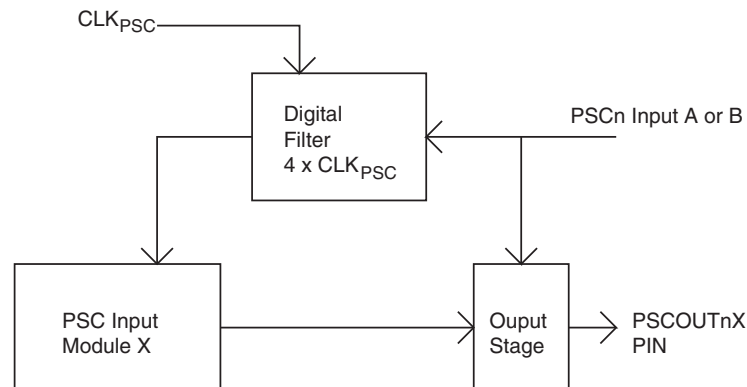 CLKPSC
Digital
Filter
4 x CLKPSC
PSCn Input A or B
PSC Input
Module X
Ouput
Stage
PSCOUTnX
PIN